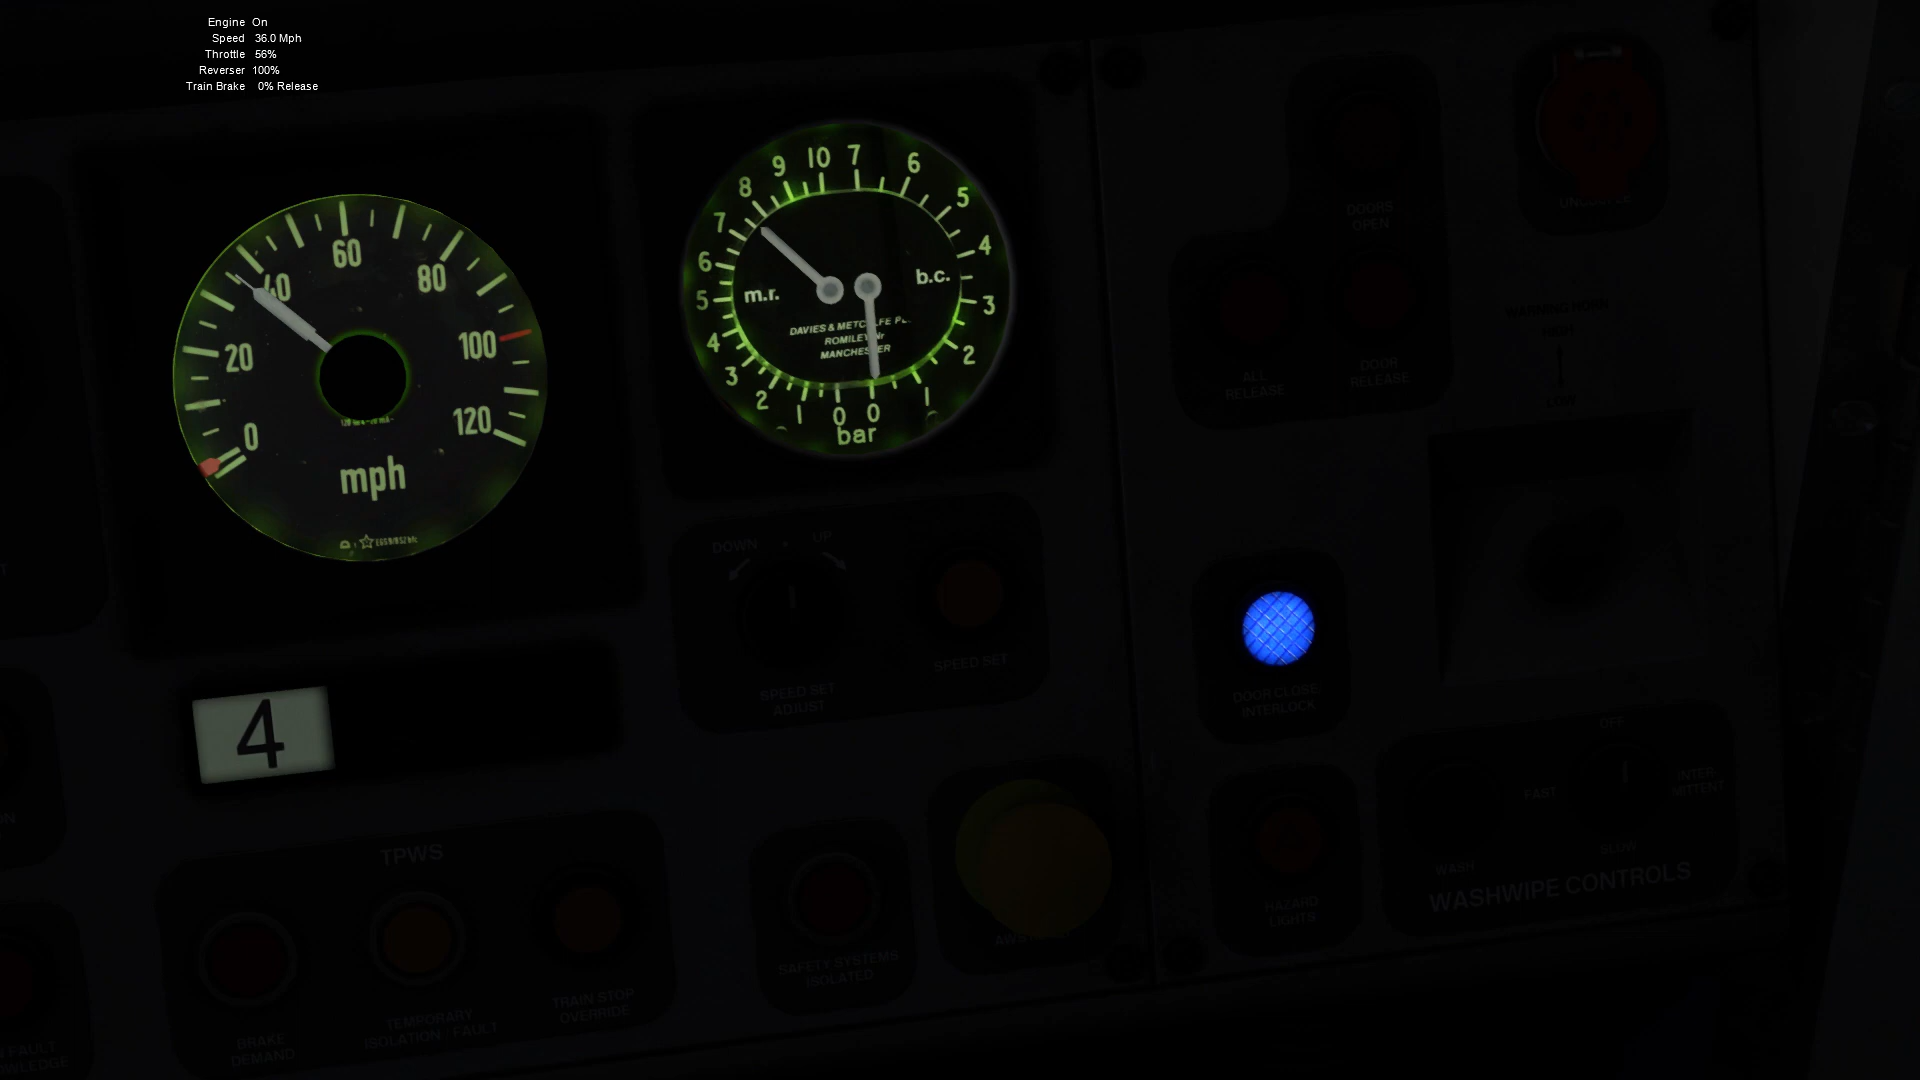 Engine On
Speed 36.0 Mph
Throttle 56%
Reverser 100%
Train Brake 0% Release
0
20
40
60
80
100
120
mph
m.r.
0
1
2
3
4
5
6
7
8
9
10
b.c.
7
6
5
4
3
2
1
0
DAVIES & METCALFE
ROMILEY Nr
MANCHESTER
bar
DOORS
OPEN
ALL
RELEASE
DOOR
RELEASE
WARNING HORN
HIGH
LOW
DOWN UP
SPEED SET
ADJUST
SPEED SET
DOOR CLOSE
INTERLOCK
4
TPWS
BRAKE
DEMAND
TEMPORARY
ISOLATION / FAULT
TRAIN STOP
OVERRIDE
SAFETY SYSTEMS
ISOLATED
AWS
HAZARD
LIGHTS
OFF
FAST
INTER
MITTENT
SLOW
WASH
WASHWIPE CONTROLS
FAULT